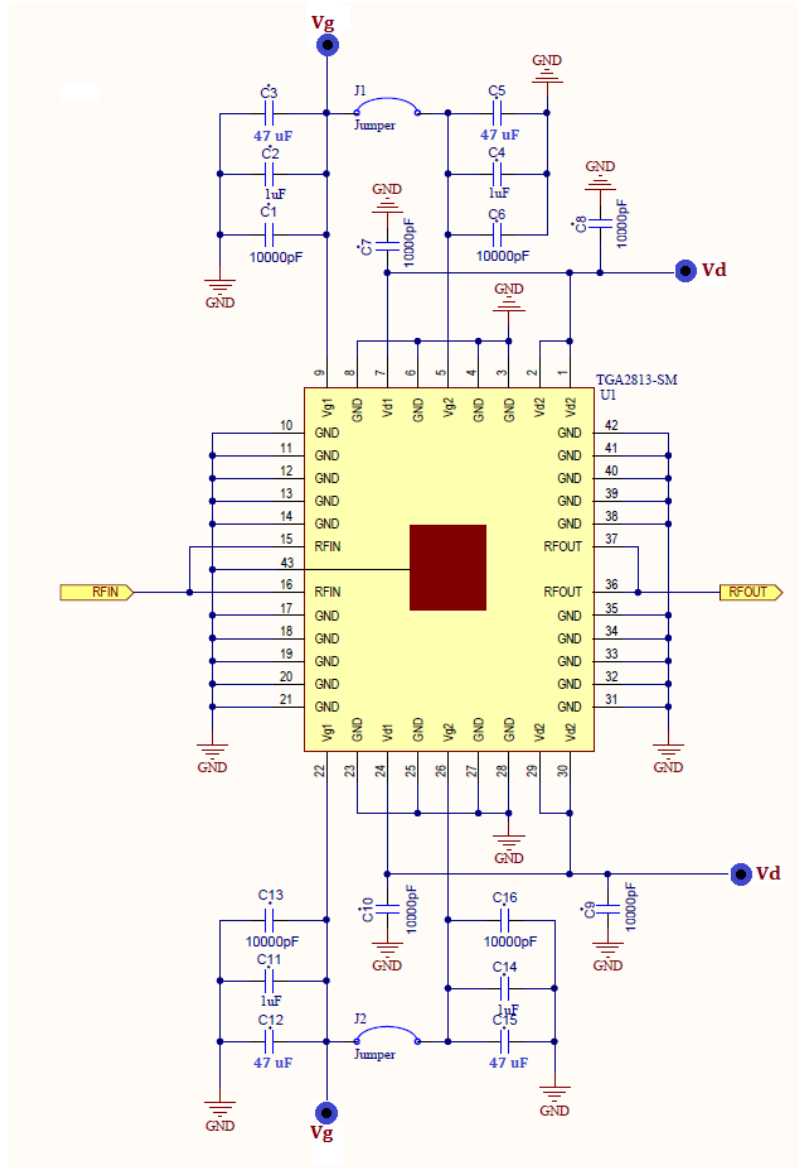 Vg
GND
C3
J1
C5
47 uF
Jumper
47 uF
C2
C4
1uF
1uF
GND
GND
C1
C6
C7
10000pF
C8
10000pF
10000pF
10000pF
Vd
GND
GND
9
8
7
6
5
4
3
2
1
TGA2813-SM
U1
Vg1
GND
Vd1
GND
Vg2
GND
GND
Vd2
Vd2
10 GND
GND 42
11 GND
GND 41
12 GND
GND 40
13 GND
GND 39
14 GND
GND 38
15 RFIN
RFOUT 37
43
RFIN
16 RFIN
RFOUT 36
RFOUT
17 GND
GND 35
18 GND
GND 34
19 GND
GND 33
20 GND
GND 32
21 GND
GND 31
Vg1
GND
Vd1
GND
Vg2
GND
GND
Vd2
Vd2
GND
GND
22
23
24
25
26
27
28
29
30
GND
Vd
C13
C10
10000pF
C16
C9
10000pF
10000pF
10000pF
C11
GND
C14
GND
1uF
1uF
C12
J2
C15
47 uF
Jumper
47 uF
GND
Vg
GND